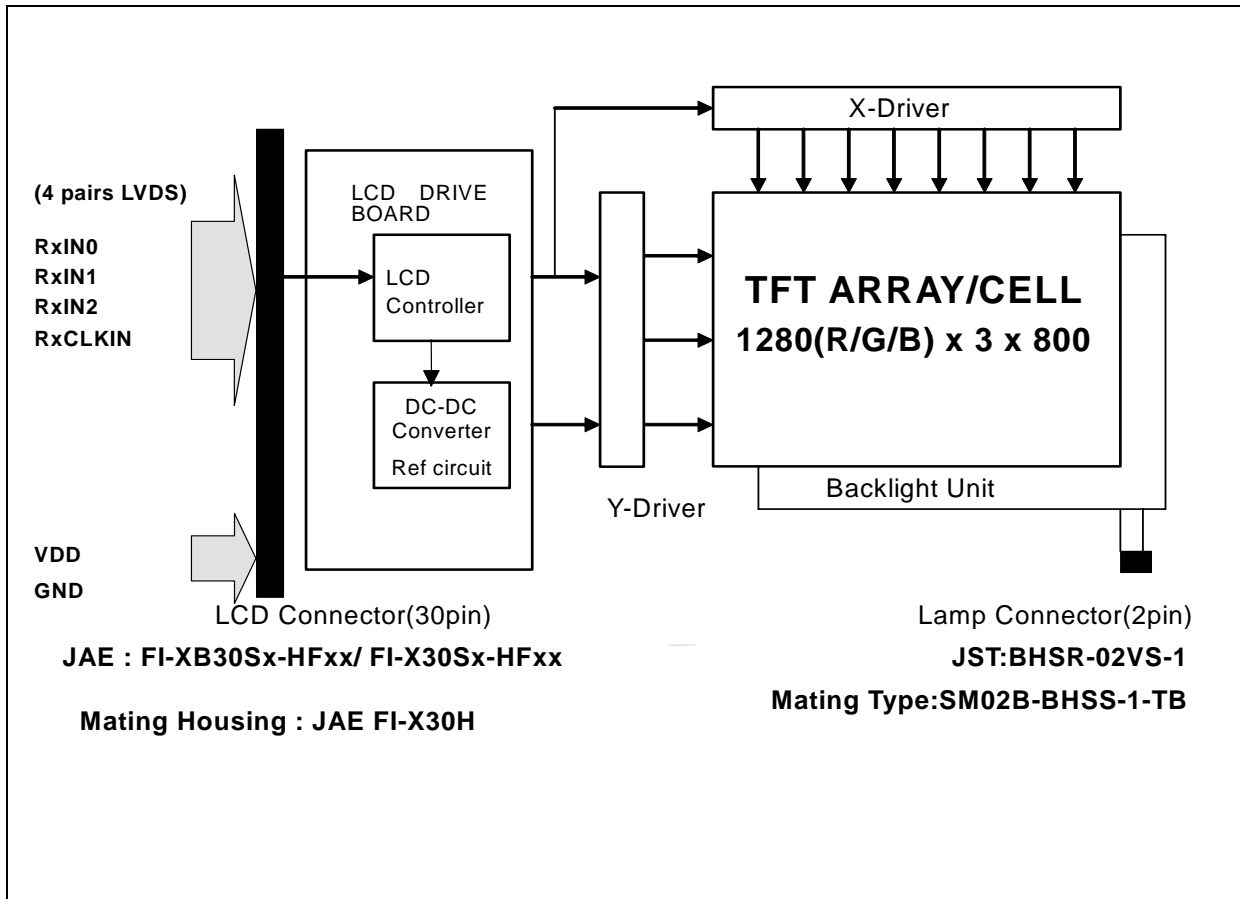 X-Driver
(4 pairs LVDS)
RxIN0
RxIN1
RxIN2
RxCLKIN
LCD DRIVE
BOARD
LCD
Controller
DC-DC
Converter
Ref circuit
TFT ARRAY/CELL
1280(R/G/B) x 3 x 800
Y-Driver
Backlight Unit
VDD
GND
LCD Connector(30pin)
JAE : FI-XB30Sx-HFxx/ FI-X30Sx-HFxx
Mating Housing : JAE FI-X30H
Lamp Connector(2pin)
JST:BHSR-02VS-1
Mating Type:SM02B-BHSS-1-TB